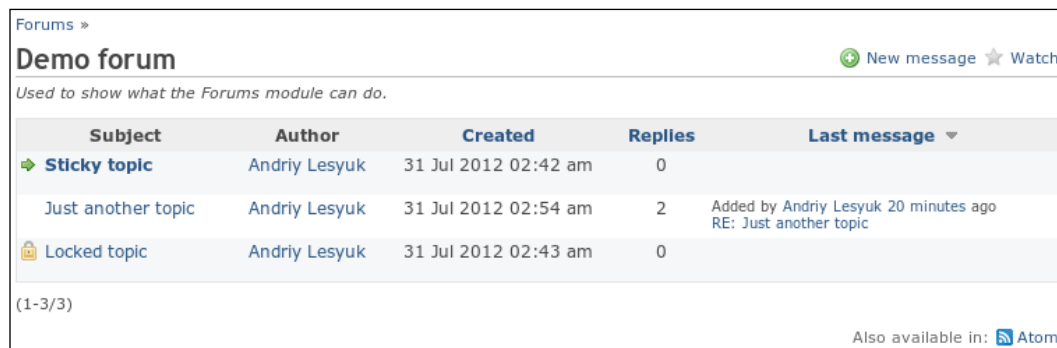 Forums »
Demo forum New message Watch
Used to show what the Forums module can do.
Subject Author Created Replies Last message
Sticky topic Andriy Lesyuk 31 Jul 2012 02:42 am 0
Just another topic Andriy Lesyuk 31 Jul 2012 02:54 am 2 Added by Andriy Lesyuk 20 minutes ago
RE: Just another topic
Locked topic Andriy Lesyuk 31 Jul 2012 02:43 am 0
(1-3/3)
Also available in: Atom